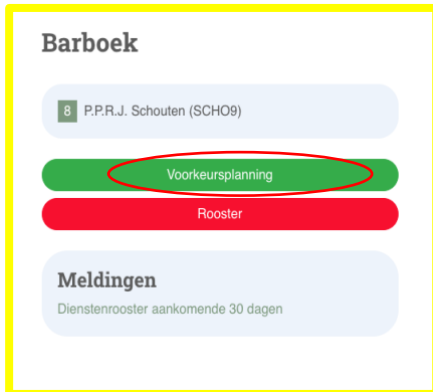 Barboek
8 P.P.R.J. Schouten (SCHO9)
Voorkeursplanning
Rooster
Meldingen
Dienstenrooster aankomende 30 dagen